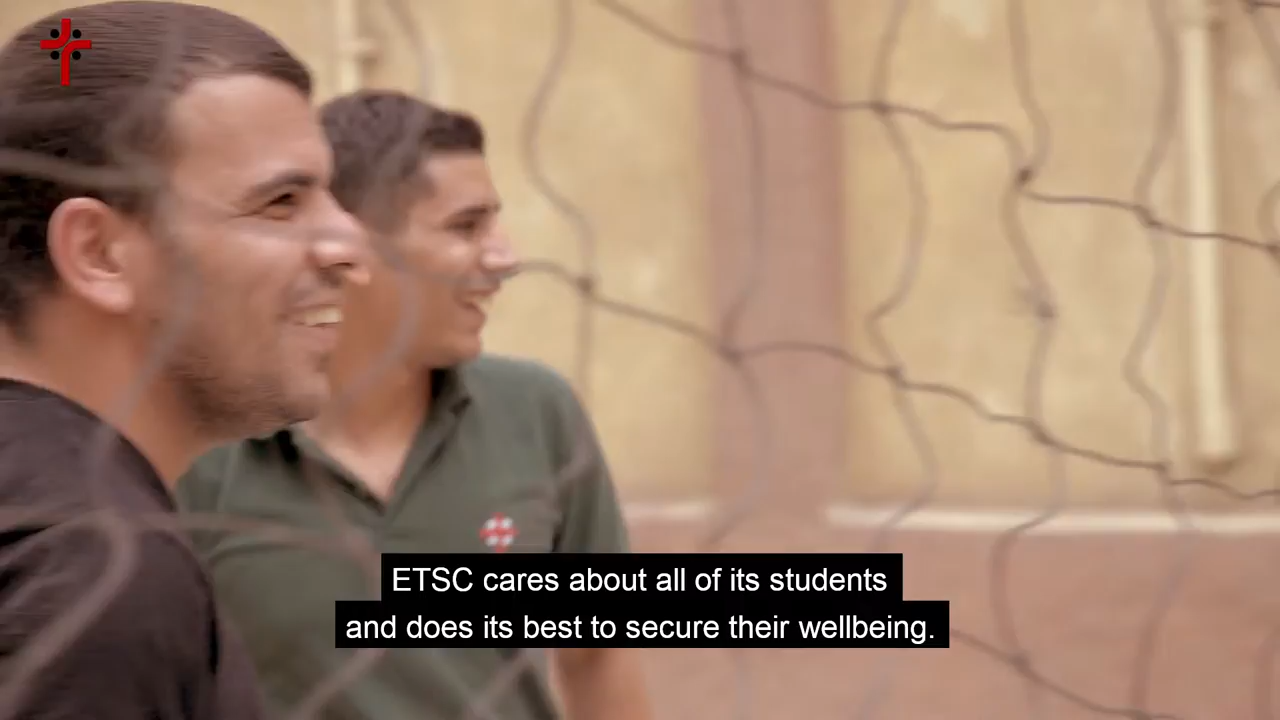 ETSC cares about all of its students
and does its best to secure their wellbeing.